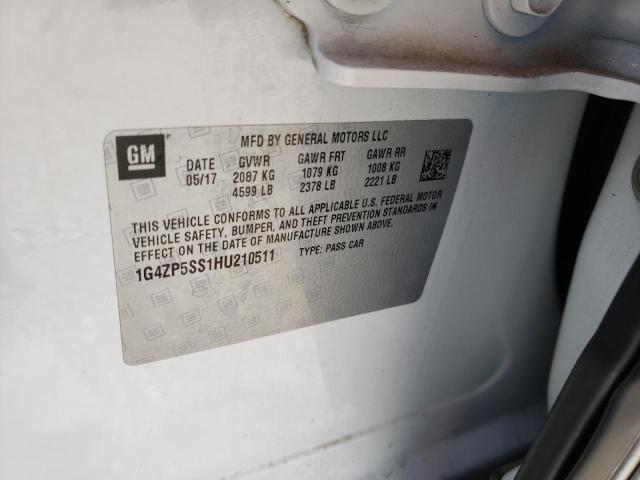 GM
MFD BY GENERAL MOTORS LLC
DATE GVWR GAWR FRT GAWR RR
05/17 2087 KG 1079 KG 1008 KG
4599 LB 2378 LB 2221 LB
THIS VEHICLE CONFORMS TO ALL APPLICABLE U.S. FEDERAL MOTOR
VEHICLE SAFETY, BUMPER, AND THEFT PREVENTION STANDARDS IN
EFFECT ON THE DATE OF MANUFACTURE SHOWN ABOVE.
1G4ZP5SS1HU210511 TYPE: PASS CAR